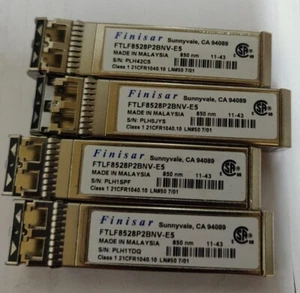 Finisar Sunnyvale, CA 94089
FTLF8528P2BNV-E5
MADE IN MALAYSIA 850 nm 11-43
S/N: PLH42C5
Class 1 21CFR1040.10 LN#50 7/01
Finisar Sunnyvale, CA 94089
FTLF8528P2BNV-E5
MADE IN MALAYSIA 850 nm 11-43
S/N: PLH0JYS
Class 1 21CFR1040.10 LN#50 7/01
Finisar Sunnyvale, CA 94089
FTLF8528P2BNV-E5
MADE IN MALAYSIA 850 nm 11-43
S/N: PLH1SPF
Class 1 21CFR1040.10 LN#50 7/01
Finisar Sunnyvale, CA 94089
FTLF8528P2BNV-E5
MADE IN MALAYSIA 850 nm 11-43
S/N: PLH1TDG
Class 1 21CFR1040.10 LN#50 7/01